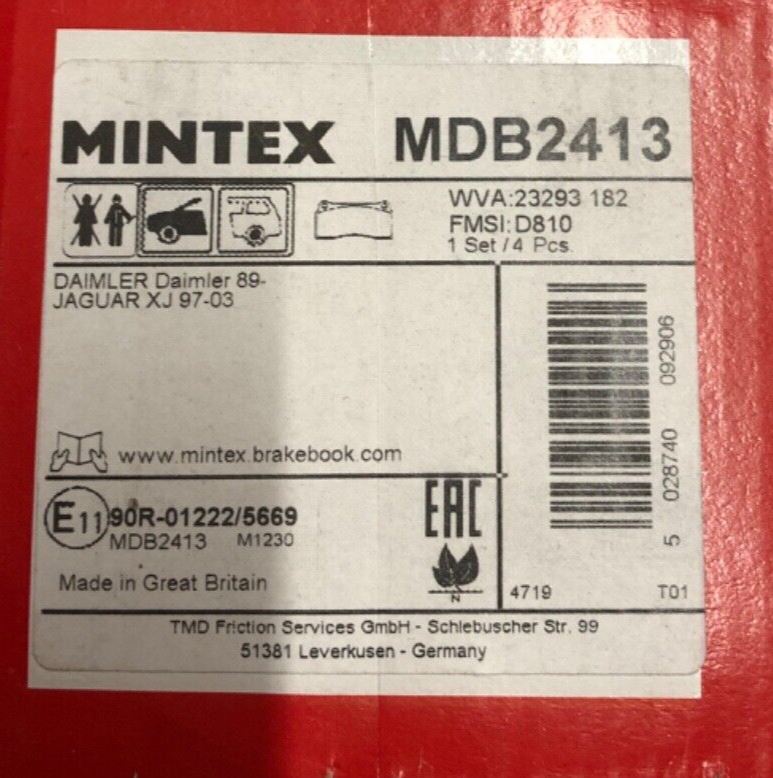 MINTEX MDB2413
WVA:23293 182
FMSI:D810
1 Set/4 Pcs.
DAIMLER Daimler 89-
JAGUAR XJ 97-03
www.mintex.brakebook.com
E11 90R-01222/5669
MDB2413 M1230
EAC
N
Made in Great Britain
5 028740 092906
4719 T01
TMD Friction Services GmbH - Schlebuscher Str. 99
51381 Leverkusen - Germany